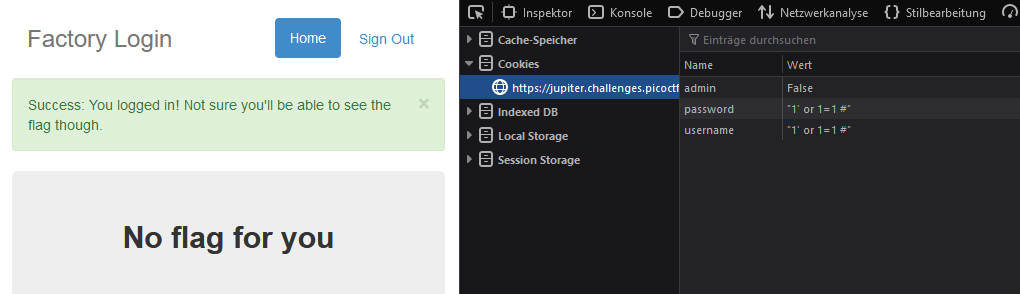 Factory Login
Home
Sign Out
Success: You logged in! Not sure you'll be able to see the
flag though.
×
No flag for you
Inspektor
Konsole
Debugger
Netzwerkanalyse
Stilbearbeitung
Cache-Speicher
Cookies
https://jupiter.challenges.picoctf
Indexed DB
Local Storage
Session Storage
Einträge durchsuchen
Name Wert
admin False
password "1' or 1=1 #"
username "1' or 1=1 #"